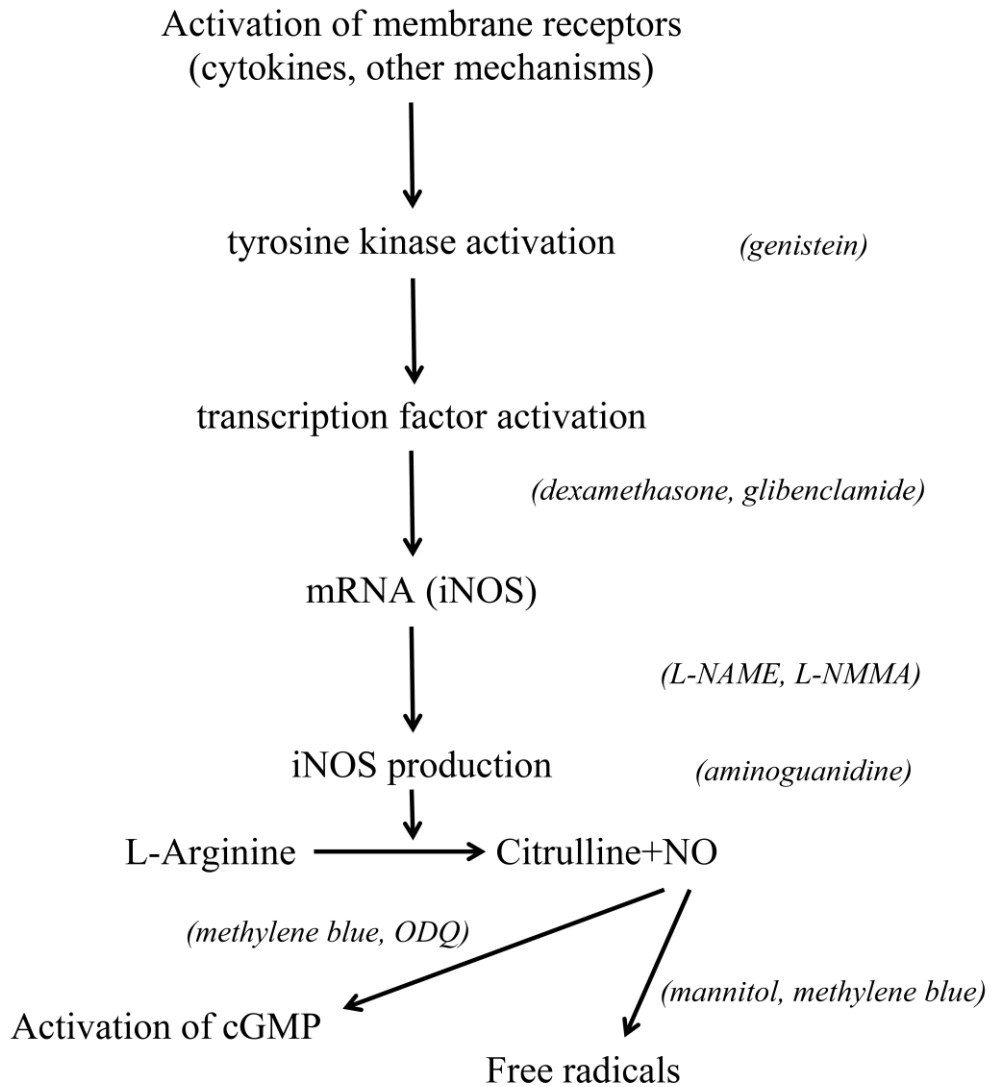 Activation of membrane receptors
(cytokines, other mechanisms)
tyrosine kinase activation
(genistein)
transcription factor activation
(dexamethasone, glibenclamide)
mRNA (iNOS)
(L-NAME, L-NMMA)
iNOS production
(aminoguanidine)
L-Arginine
Citrulline+NO
(methylene blue, ODQ)
(mannitol, methylene blue)
Activation of cGMP
Free radicals